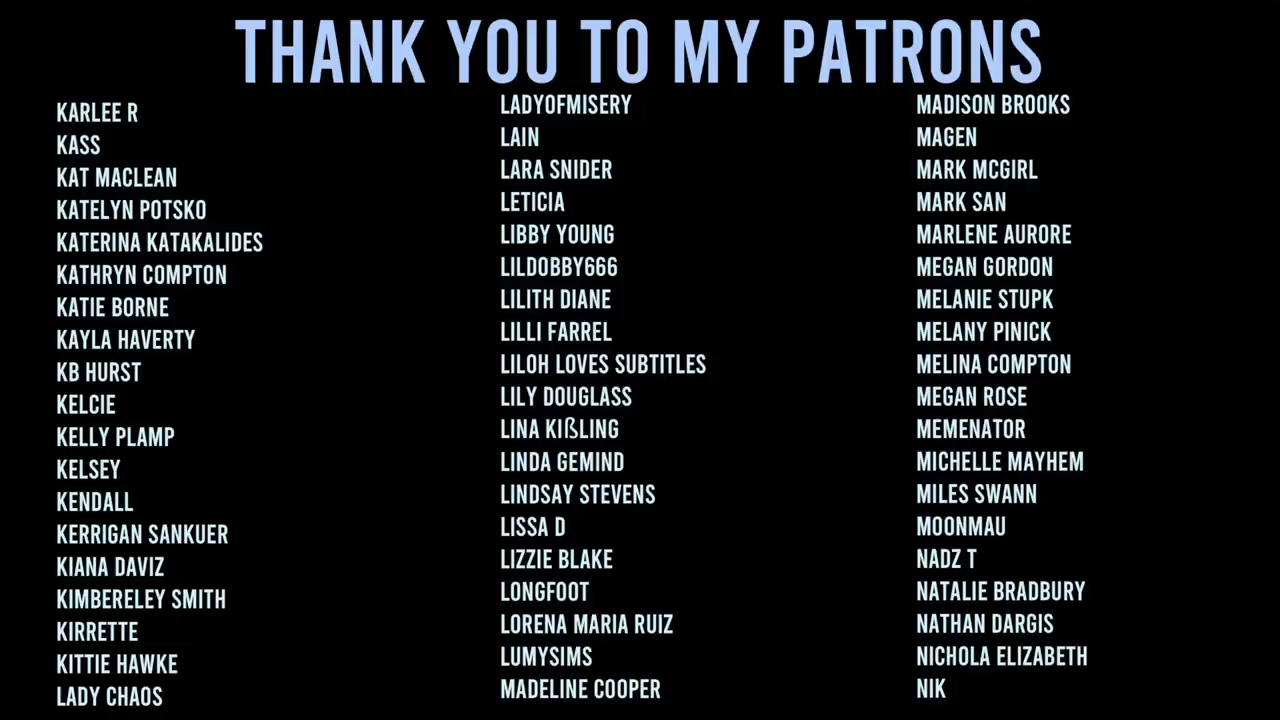 THANK YOU TO MY PATRONS
KARLEE R
KASS
KAT MACLEAN
KATELYN POTSKO
KATERINA KATAKALIDES
KATHRYN COMPTON
KATIE BORNE
KAYLA HAVERTY
KB HURST
KELCIE
KELLY PLAMP
KELSEY
KENDALL
KERRIGAN SANKUER
KIANA DAVIZ
KIMBERELEY SMITH
KIRRETTE
KITTIE HAWKE
LADY CHAOS
LADYOFMISERY
LAIN
LARA SNIDER
LETICIA
LIBBY YOUNG
LILDOBBY666
LILITH DIANE
LILLI FARREL
LILOH LOVES SUBTITLES
LILY DOUGLASS
LINA KIßLING
LINDA GEMIND
LINDSAY STEVENS
LISSA D
LIZZIE BLAKE
LONGFOOT
LORENA MARIA RUIZ
LUMYSIMS
MADELINE COOPER
MADISON BROOKS
MAGEN
MARK MCGIRL
MARK SAN
MARLENE AURORE
MEGAN GORDON
MELANIE STUPK
MELANY PINICK
MELINA COMPTON
MEGAN ROSE
MEMENATOR
MICHELLE MAYHEM
MILES SWANN
MOONMAU
NADZ T
NATALIE BRADBURY
NATHAN DARGIS
NICHOLA ELIZABETH
NIK